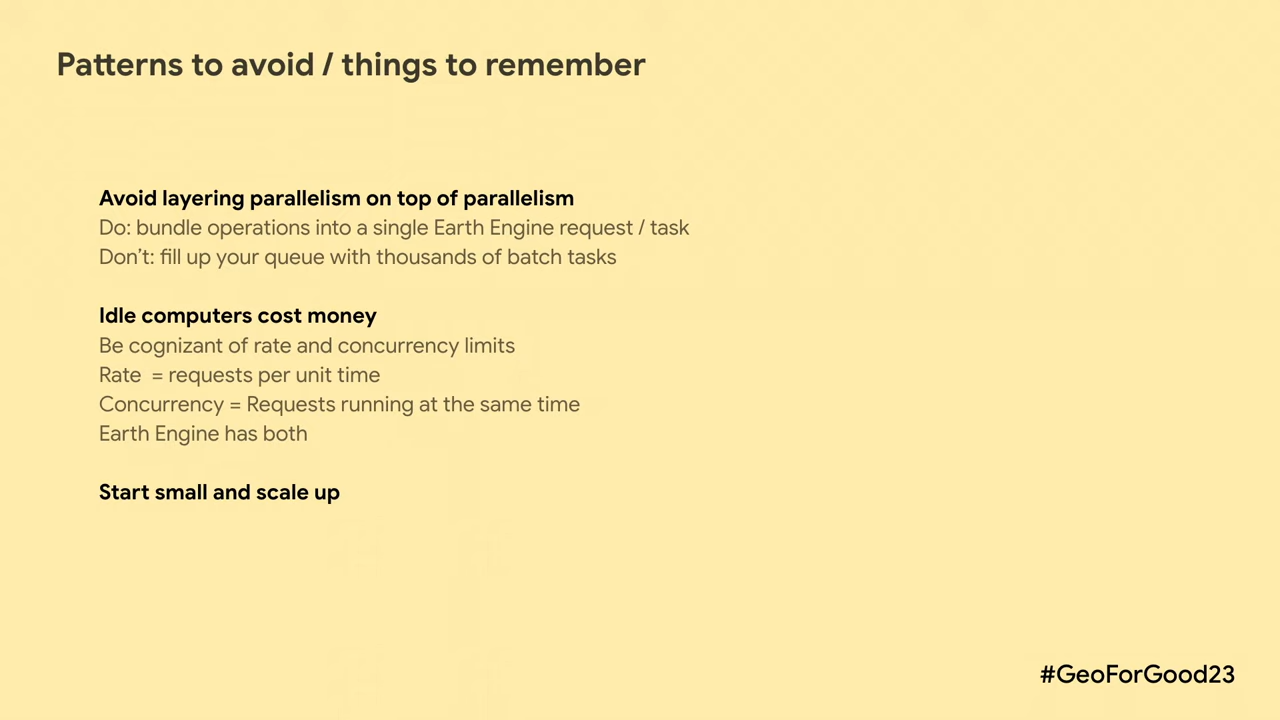 Patterns to avoid / things to remember
Avoid layering parallelism on top of parallelism
Do: bundle operations into a single Earth Engine request / task
Don’t: fill up your queue with thousands of batch tasks
Idle computers cost money
Be cognizant of rate and concurrency limits
Rate  = requests per unit time
Concurrency = Requests running at the same time
Earth Engine has both
Start small and scale up
#GeoForGood23